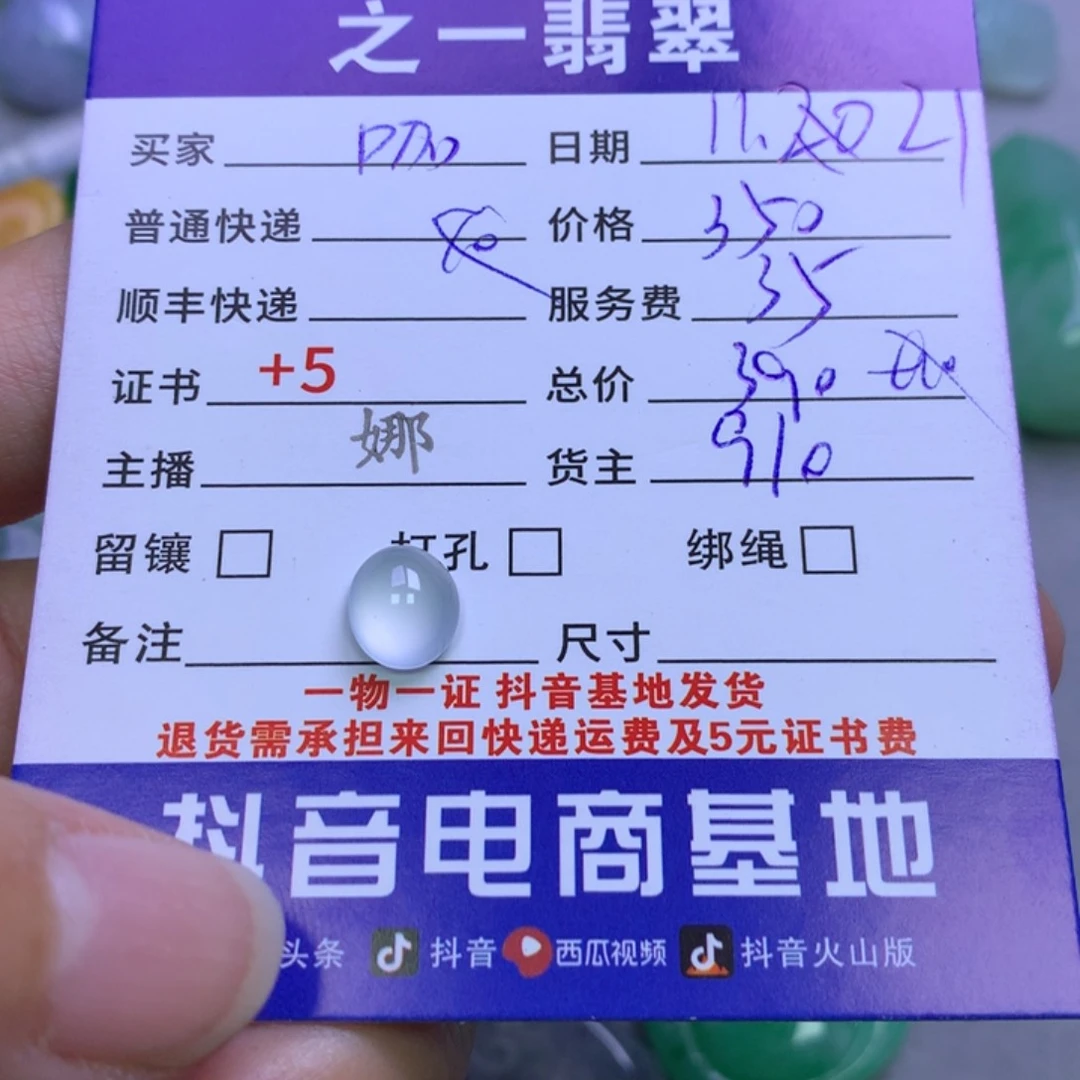 之一翡翠
买家 日期 11.2021
普通快递 价格 350
顺丰快递 服务费 35
证书 +5 总价 390
主播 娜 货主 910
留镶 打孔 绑绳
备注 尺寸
一物一证 抖音基地发货
退货需承担来回快递运费及5元证书费
抖音电商基地
头条 抖音 西瓜视频 抖音火山版